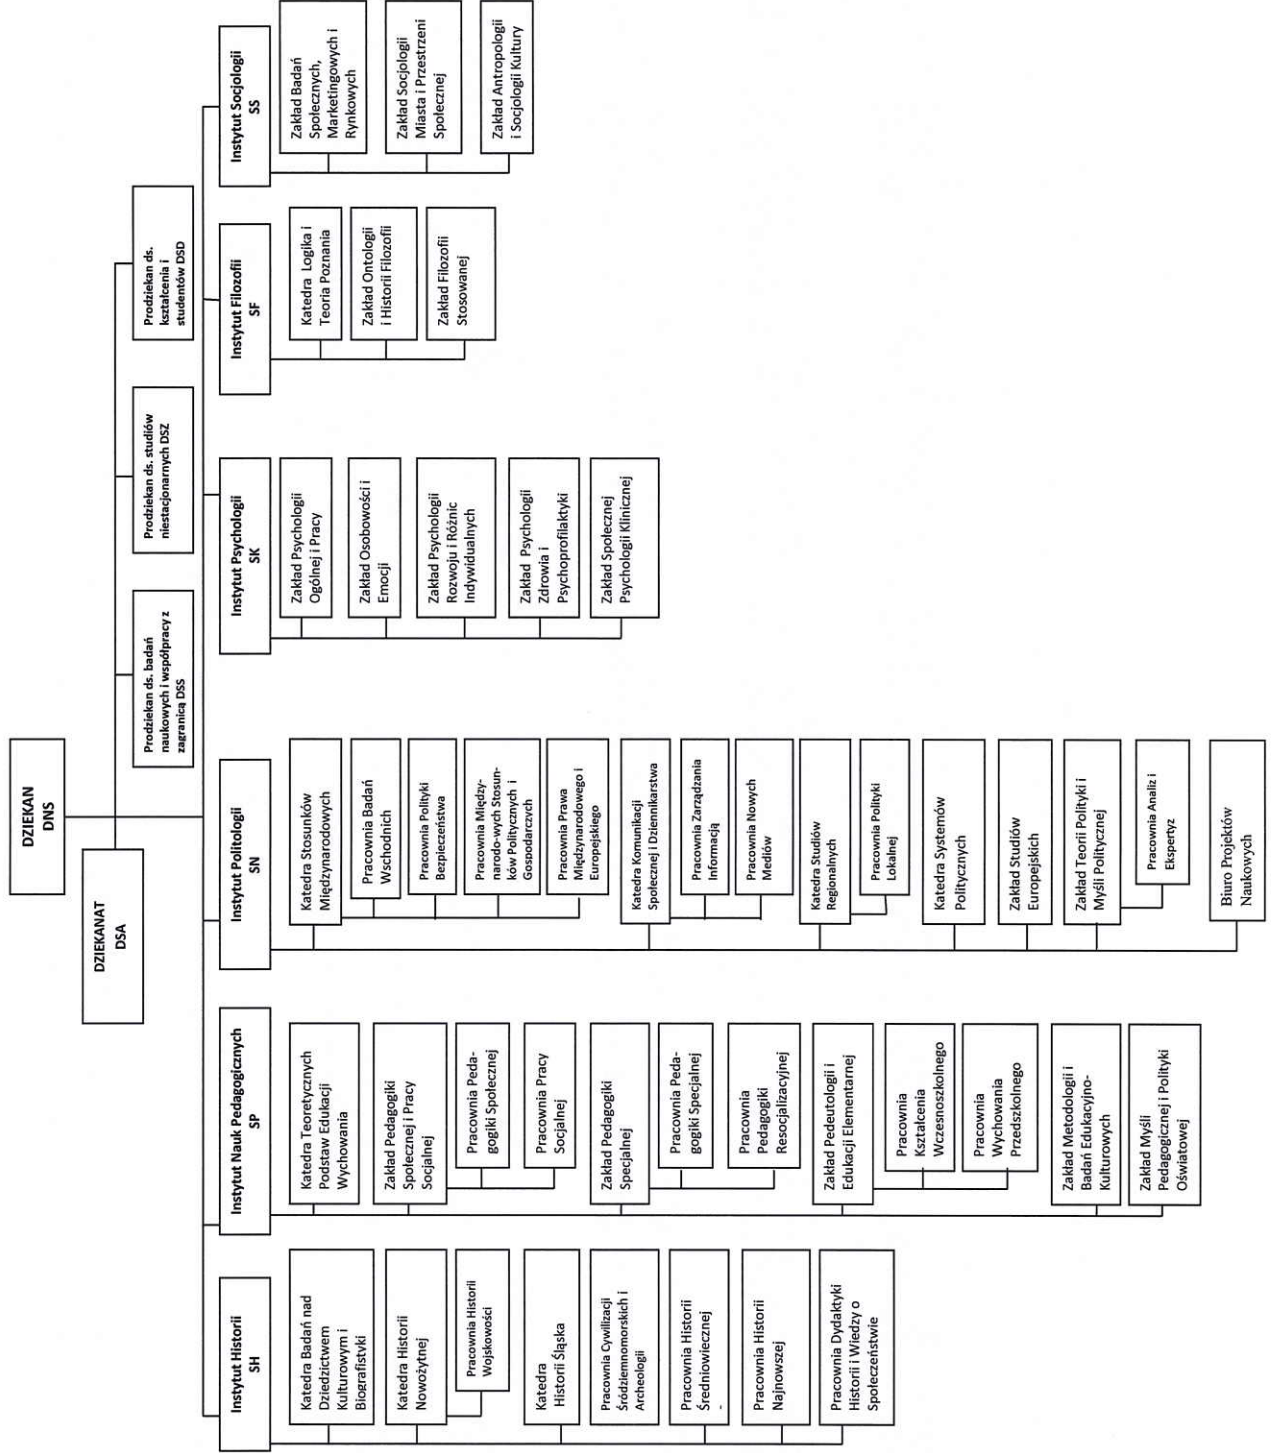 DZIEKAN
DNS
DZIEKANAT
DSA
Prodziekan ds. badań
naukowych i współpracy z
zagranicą DSS
Prodziekan ds. studiów
niestacjonarnych DSZ
Prodziekan ds.
kształcenia i
studentów DSD
Instytut Historii
SH
Katedra Badań nad
Dziedzictwem
Kulturowym i
Biografistyki
Katedra Historii
Nowożytnej
Pracownia Historii
Wojskowości
Katedra
Historii Śląska
Pracownia Cywilizacji
Śródziemnomorskich i
Archeologii
Pracownia Historii
Średniowiecznej
-
Pracownia Historii
Najnowszej
Pracownia Dydaktyki
Historii i Wiedzy o
Społeczeństwie
Instytut Nauk Pedagogicznych
SP
Katedra Teoretycznych
Podstaw Edukacji
Wychowania
Zakład Pedagogiki
Społecznej i Pracy
Socjalnej
Pracownia Peda-
gogiki Społecznej
Pracownia Pracy
Socjalnej
Zakład Pedagogiki
Specjalnej
Pracownia Peda-
gogiki Specjalnej
Pracownia
Pedagogiki
Resocjalizacyjnej
Zakład Pedeutologii i
Edukacji Elementarnej
Pracownia
Kształcenia
Wczesnoszkolnego
Pracownia
Wychowania
Przedszkolnego
Zakład Metodologii i
Badań Edukacyjno-
Kulturowych
Zakład Myśli
Pedagogicznej i Polityki
Oświatowej
Instytut Politologii
SN
Katedra Stosunków
Międzynarodowych
Pracownia Badań
Wschodnich
Pracownia Polityki
Bezpieczeństwa
Pracownia Między-
narodo-wych Stosun-
ków Politycznych i
Gospodarczych
Pracownia Prawa
Międzynarodowego i
Europejskiego
Katedra Komunikacji
Społecznej i Dziennikarstwa
Pracownia Zarządzania
Informacją
Pracownia Nowych
Mediów
Katedra Studiów
Regionalnych
Pracownia Polityki
Lokalnej
Katedra Systemów
Politycznych
Zakład Studiów
Europejskich
Zakład Teorii Polityki i
Myśli Politycznej
Pracownia Analiz i
Ekspertyz
Biuro Projektów
Naukowych
Instytut Psychologii
SK
Zakład Psychologii
Ogólnej i Pracy
Zakład Osobowości i
Emocji
Zakład Psychologii
Rozwoju i Różnic
Indywidualnych
Zakład Psychologii
Zdrowia i
Psychoprofilaktyki
Zakład Społecznej
Psychologii Klinicznej
Instytut Filozofii
SF
Katedra Logika i
Teoria Poznania
Zakład Ontologii
i Historii Filozofii
Zakład Filozofii
Stosowanej
Instytut Socjologii
SS
Zakład Badań
Społecznych,
Marketingowych i
Rynkowych
Zakład Socjologii
Miasta i Przestrzeni
Społecznej
Zakład Antropologii
i Socjologii Kultury